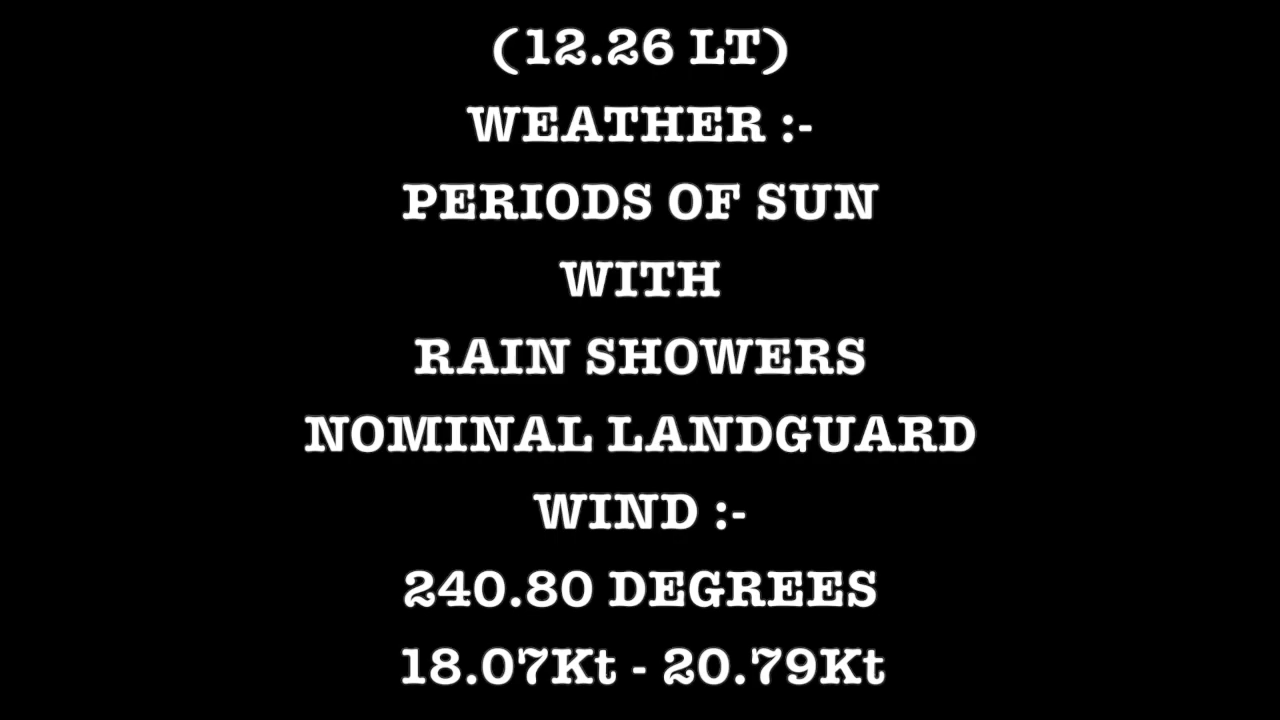 (12.26 LT)
WEATHER :-
PERIODS OF SUN
WITH
RAIN SHOWERS
NOMINAL LANDGUARD
WIND :-
240.80 DEGREES
18.07Kt - 20.79Kt